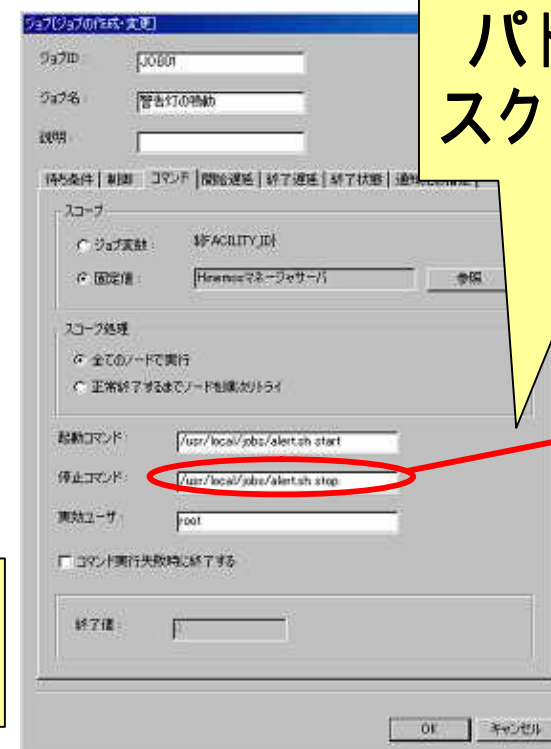 ジョブ[ジョブの作成・変更]
パト
スク
ジョブID： JOB01
ジョブ名： 警告灯の稼動
説明：
待ち条件 制御 コマンド 開始遅延 終了遅延 終了状態
スコープ
ジョブ変数： #[FACILITY_ID]
固定値： Hinemosマネージャサーバ 参照
スコープ処理
全てのノードで実行
正常終了するまでノードを順次リトライ
起動コマンド： /usr/local/jobs/alert.sh start
停止コマンド： /usr/local/jobs/alert.sh stop
実効ユーザ： root
コマンド実行失敗時に終了する
終了値：
OK キャンセル